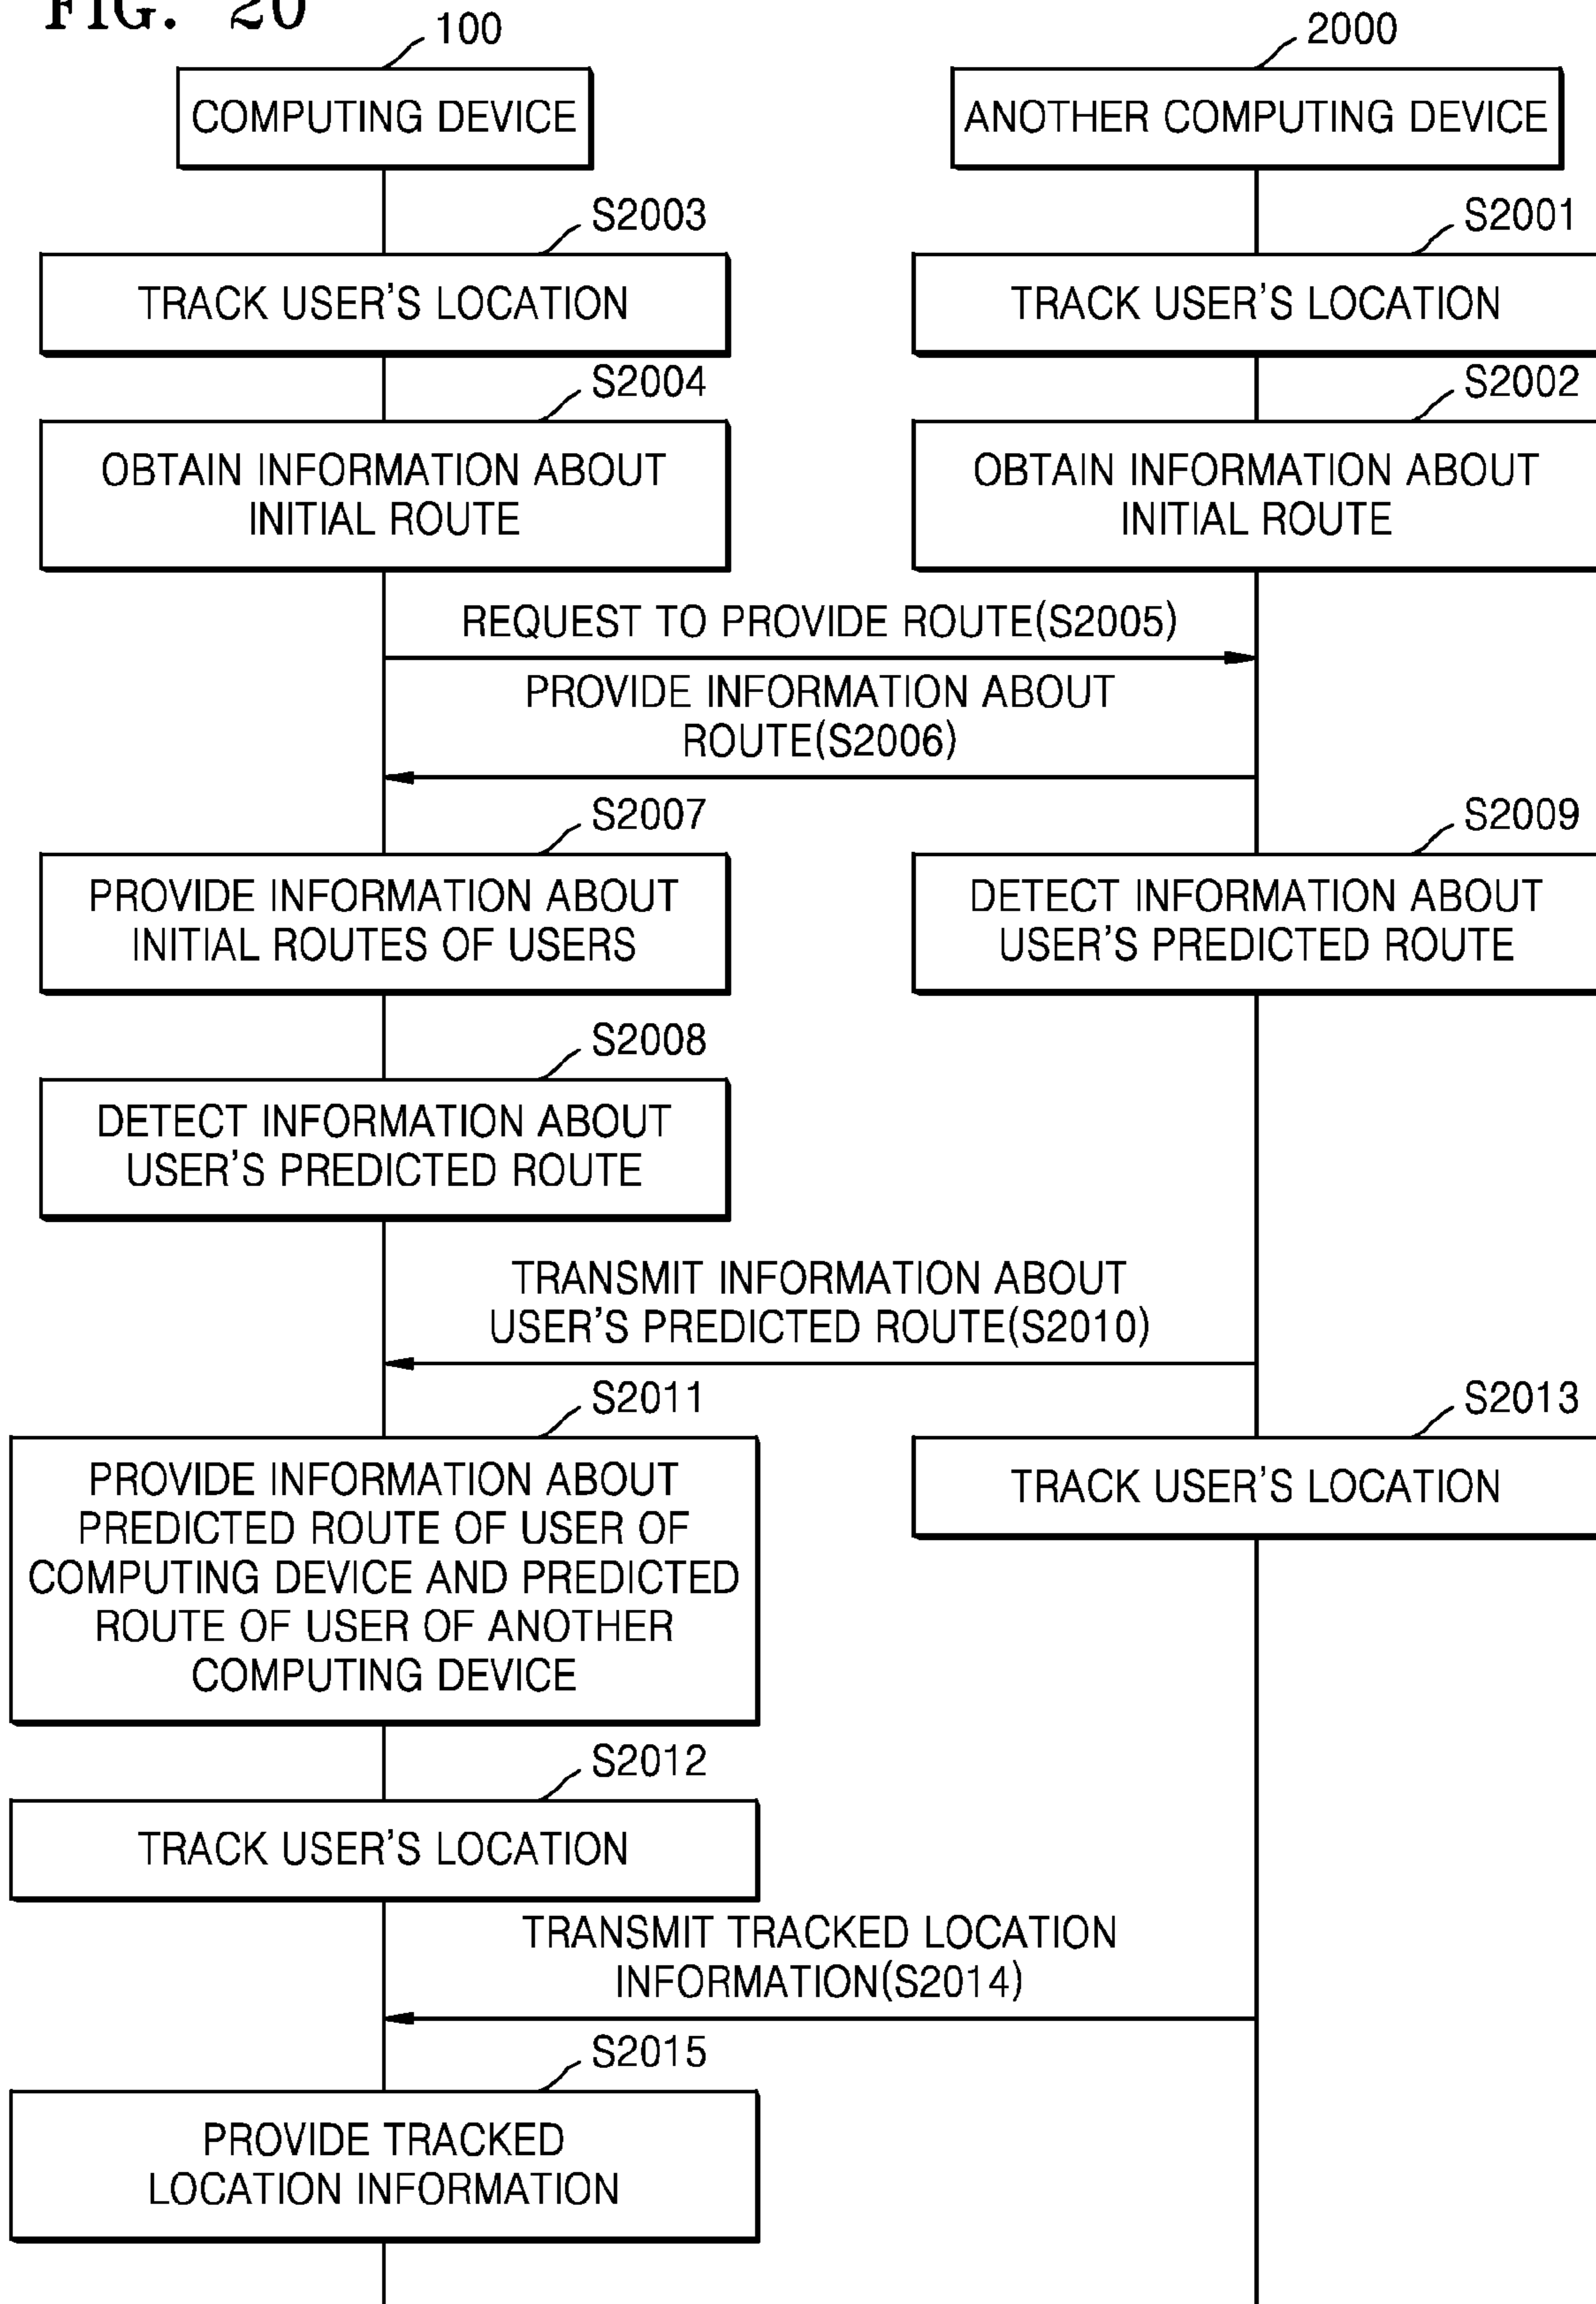 FIG. 20
100
2000
COMPUTING DEVICE
ANOTHER COMPUTING DEVICE
S2003
S2001
TRACK USER'S LOCATION
TRACK USER'S LOCATION
S2004
S2002
OBTAIN INFORMATION ABOUT
INITIAL ROUTE
OBTAIN INFORMATION ABOUT
INITIAL ROUTE
REQUEST TO PROVIDE ROUTE(S2005)
PROVIDE INFORMATION ABOUT
ROUTE(S2006)
S2007
S2009
PROVIDE INFORMATION ABOUT
INITIAL ROUTES OF USERS
DETECT INFORMATION ABOUT
USER'S PREDICTED ROUTE
S2008
DETECT INFORMATION ABOUT
USER'S PREDICTED ROUTE
TRANSMIT INFORMATION ABOUT
USER'S PREDICTED ROUTE(S2010)
S2011
S2013
PROVIDE INFORMATION ABOUT
PREDICTED ROUTE OF USER OF
COMPUTING DEVICE AND PREDICTED
ROUTE OF USER OF ANOTHER
COMPUTING DEVICE
TRACK USER'S LOCATION
S2012
TRACK USER'S LOCATION
TRANSMIT TRACKED LOCATION
INFORMATION(S2014)
S2015
PROVIDE TRACKED
LOCATION INFORMATION